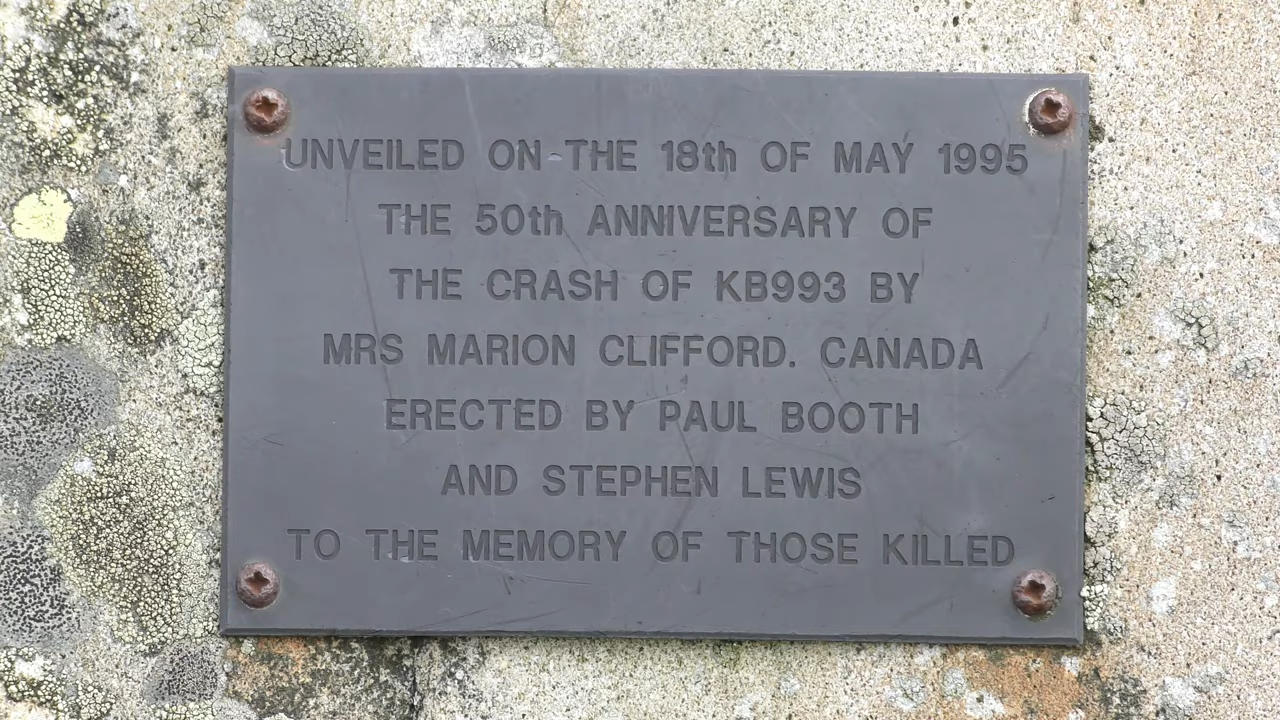 UNVEILED ON THE 18th OF MAY 1995
THE 50th ANNIVERSARY OF
THE CRASH OF KB993 BY
MRS MARION CLIFFORD. CANADA
ERECTED BY PAUL BOOTH
AND STEPHEN LEWIS
TO THE MEMORY OF THOSE KILLED